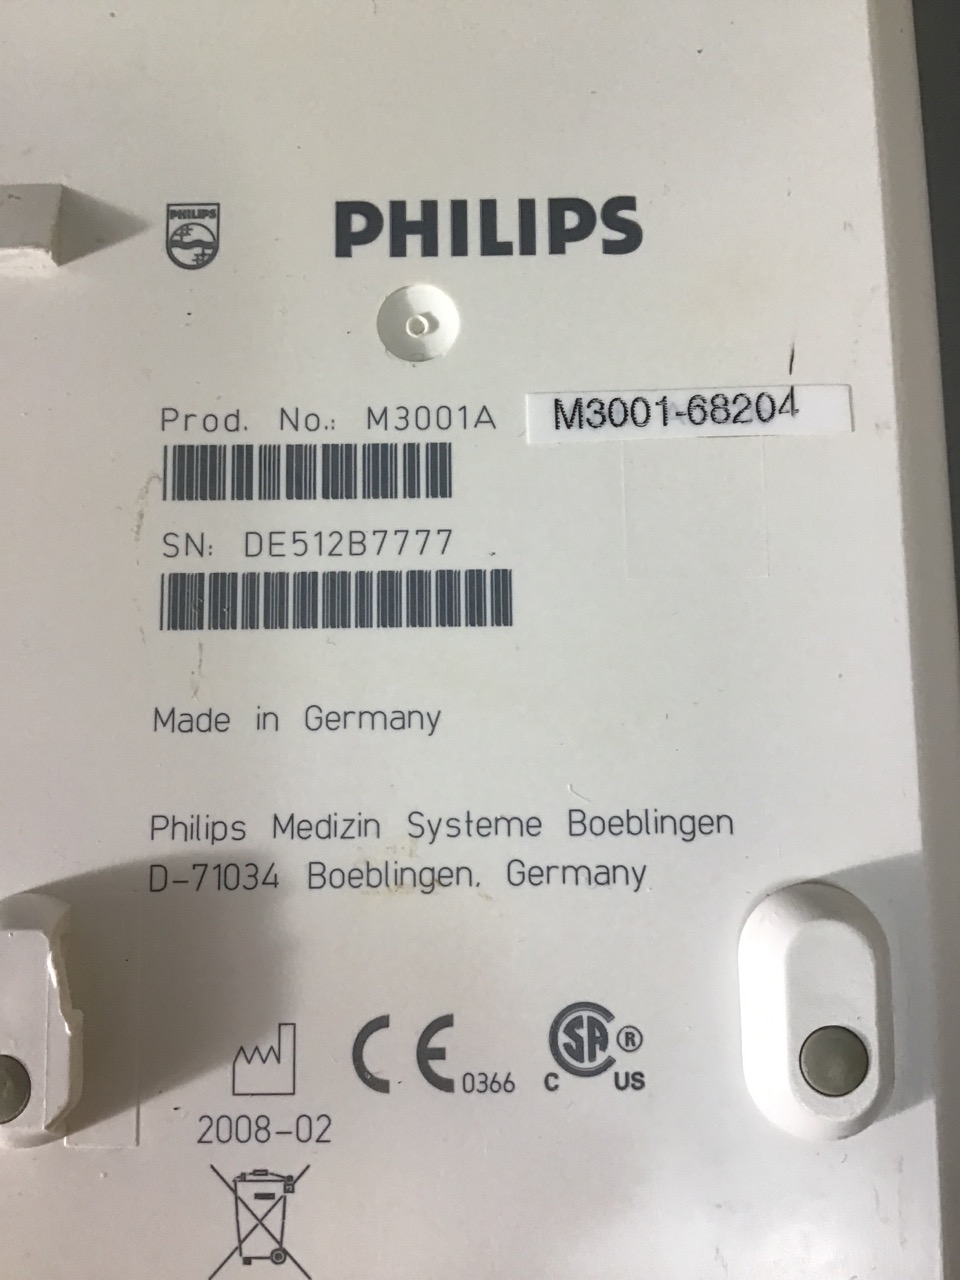 PHILIPS
PHILIPS
Prod. No.: M3001A
M3001-68204
SN: DE512B7777
Made in Germany
Philips Medizin Systeme Boeblingen
D-71034 Boeblingen, Germany
CE 0366
C SA ® US
2008-02